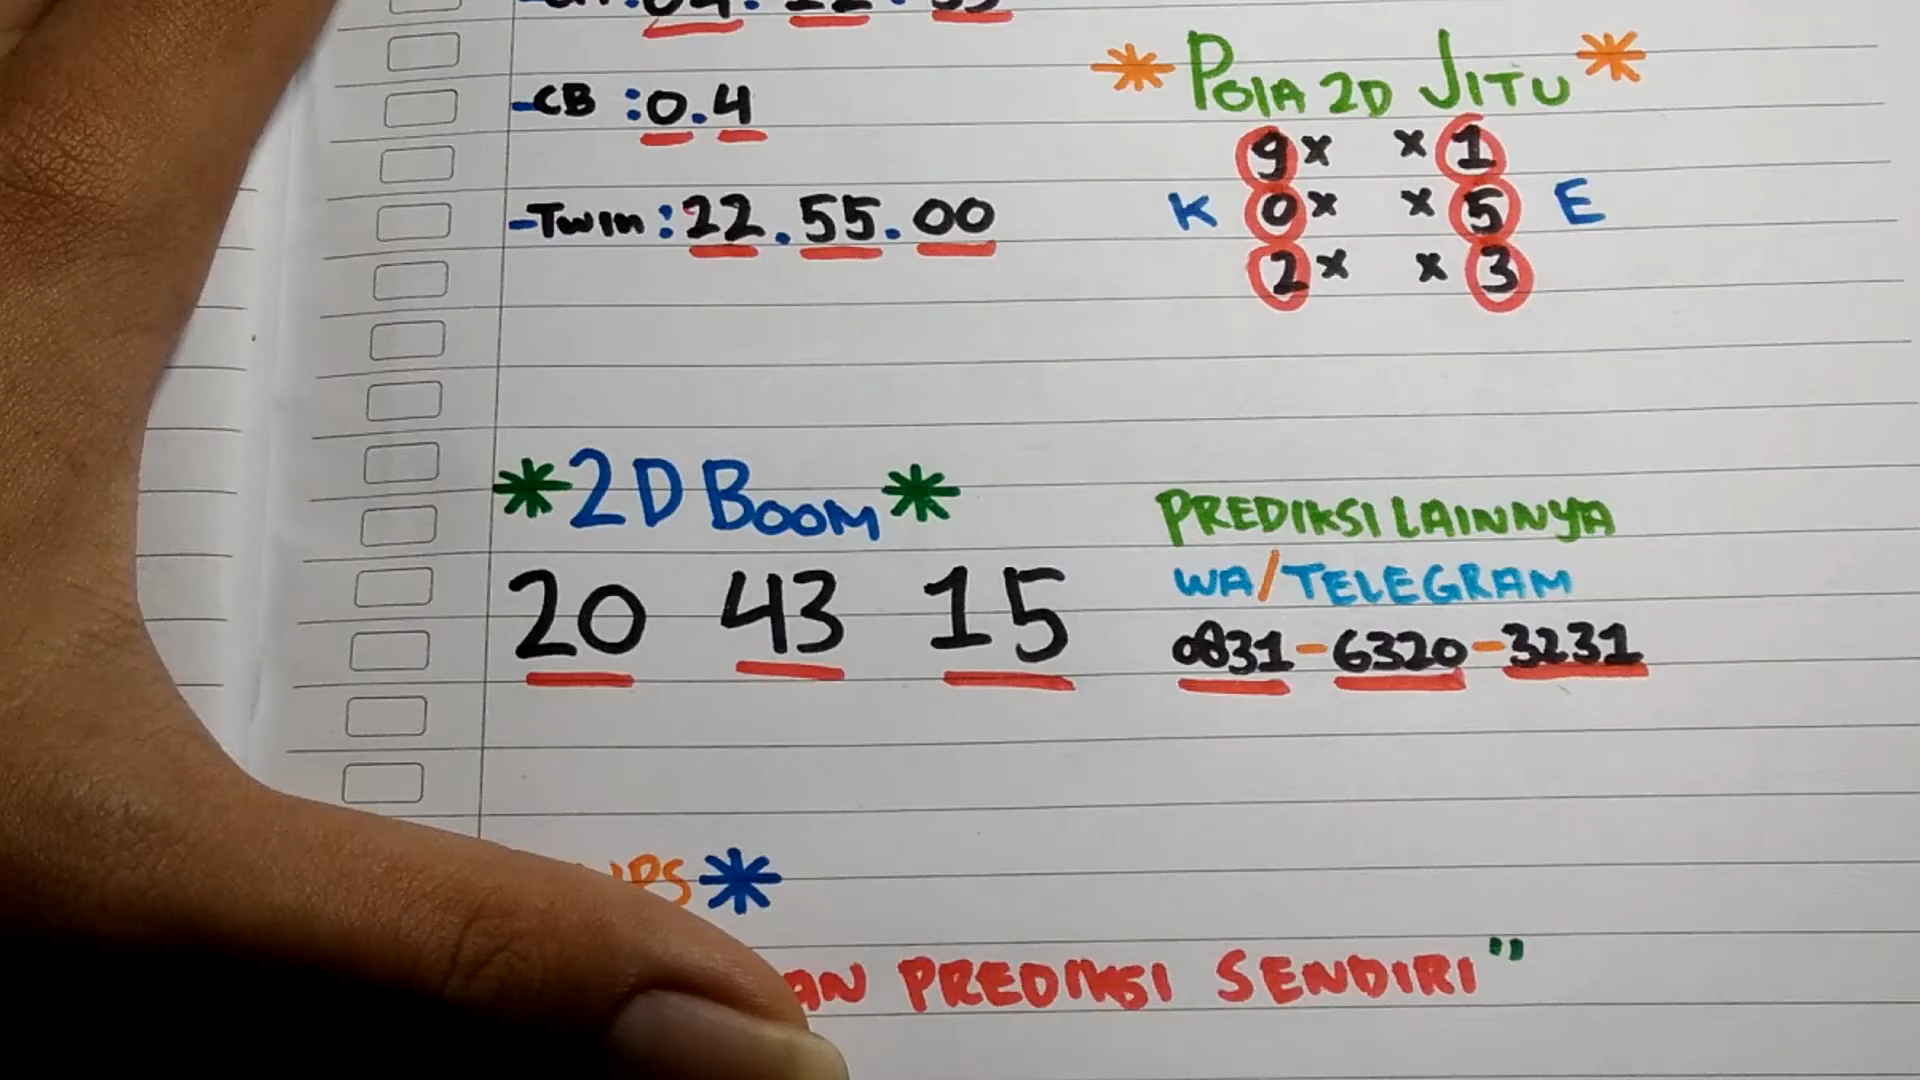 -CB : 0.4
-Twin : 22.55.00
* PolA 2D JITU *
9x x1
K 0x x5 E
2x x3
* 2D BOOM *
20 43 15
PREDIKSI LAINNYA
WA/TELEGRAM
0831-6320-3231
PREDIKSI SENDIRI"